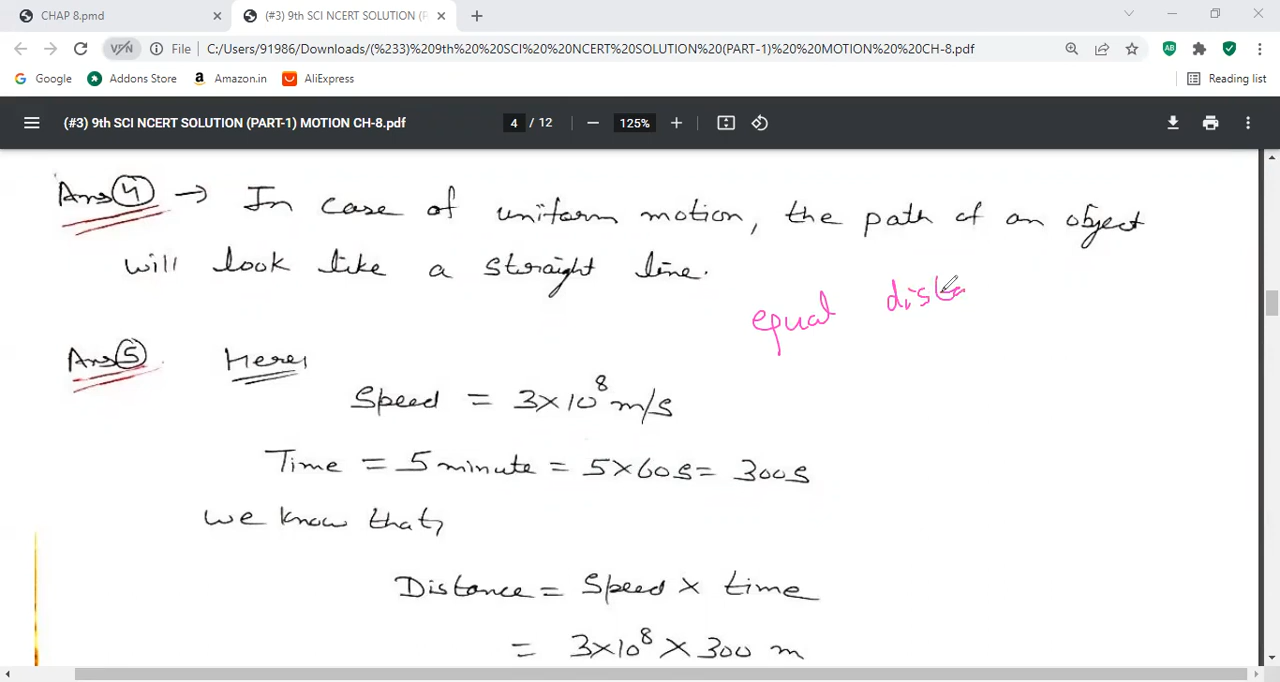 CHAP 8.pmd
(#3) 9th SCI NCERT SOLUTION (P
File C:/Users/91986/Downloads/(%233)%209th%20%20SCI%20%20NCERT%20SOLUTION%20(PART-1)%20%20MOTION%20%20CH-8.pdf
Google Addons Store Amazon.in AliExpress Reading list
(#3) 9th SCI NCERT SOLUTION (PART-1) MOTION CH-8.pdf 4 / 12 125%
Ans 4 → In case of uniform motion, the path of an object
will look like a straight line.
equal dista
Ans 5 Here,
Speed = 3×10⁸ m/s
Time = 5 minute = 5×60s = 300s
we know that,
Distance = Speed × time
= 3×10⁸ × 300 m